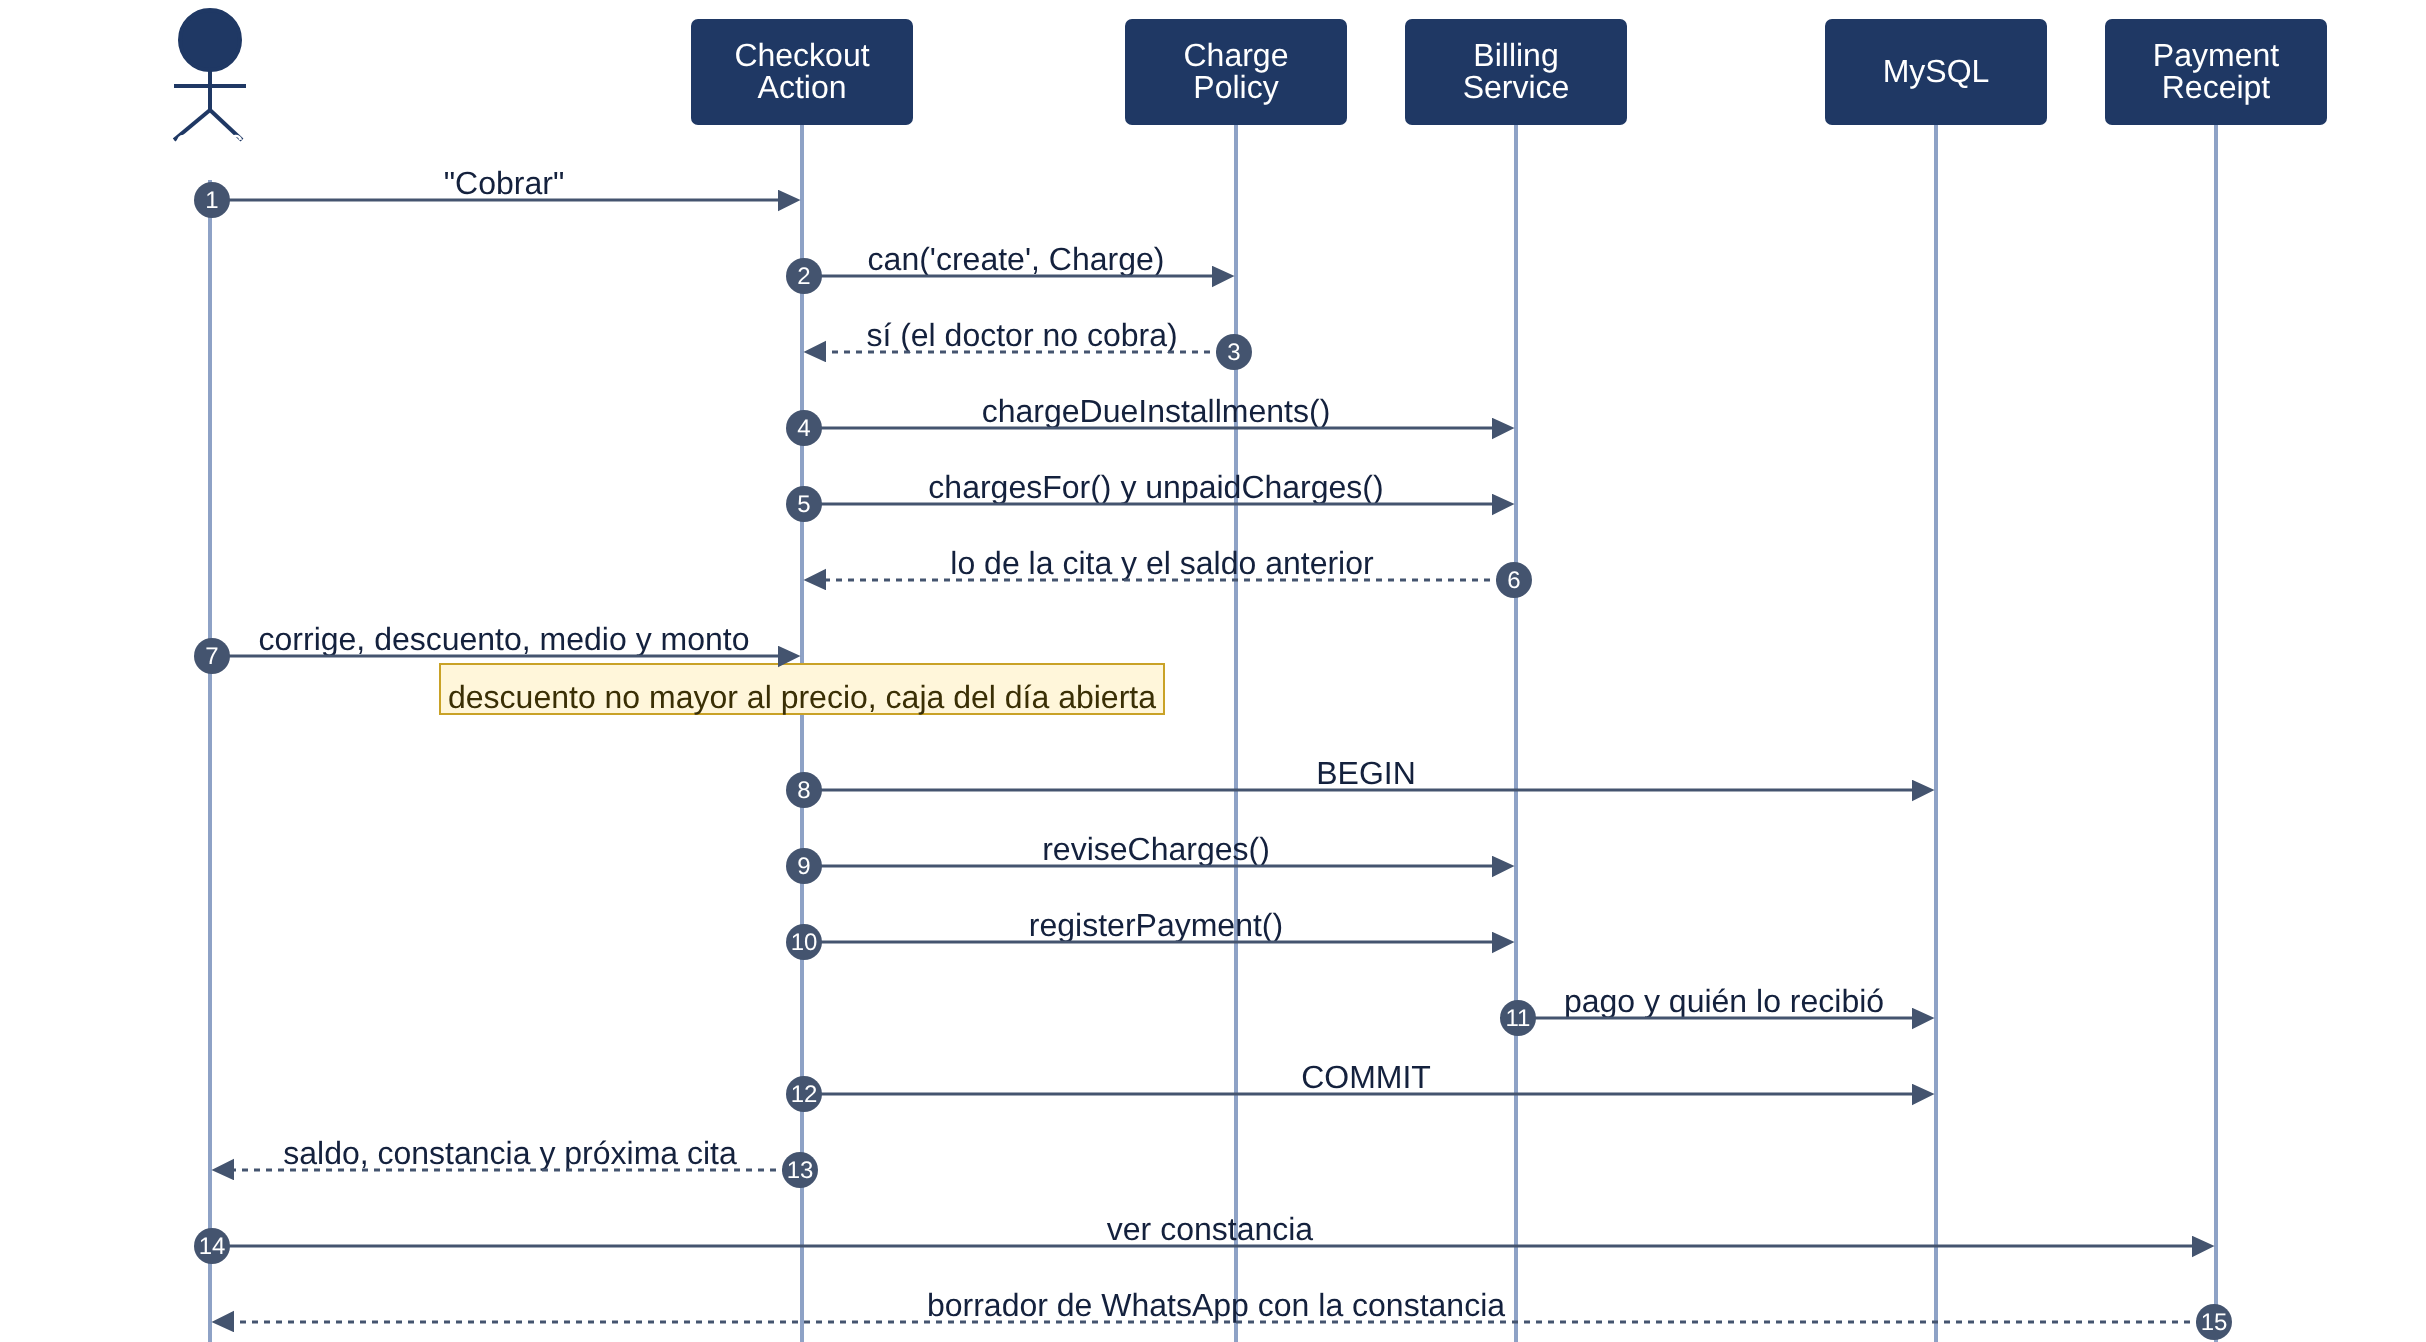 Checkout
Action
Charge
Policy
Billing
Service
MySQL
Payment
Receipt
1
"Cobrar"
2
can('create', Charge)
3
sí (el doctor no cobra)
4
chargeDueInstallments()
5
chargesFor() y unpaidCharges()
6
lo de la cita y el saldo anterior
7
corrige, descuento, medio y monto
descuento no mayor al precio, caja del día abierta
8
BEGIN
9
reviseCharges()
10
registerPayment()
11
pago y quién lo recibió
12
COMMIT
13
saldo, constancia y próxima cita
14
ver constancia
15
borrador de WhatsApp con la constancia